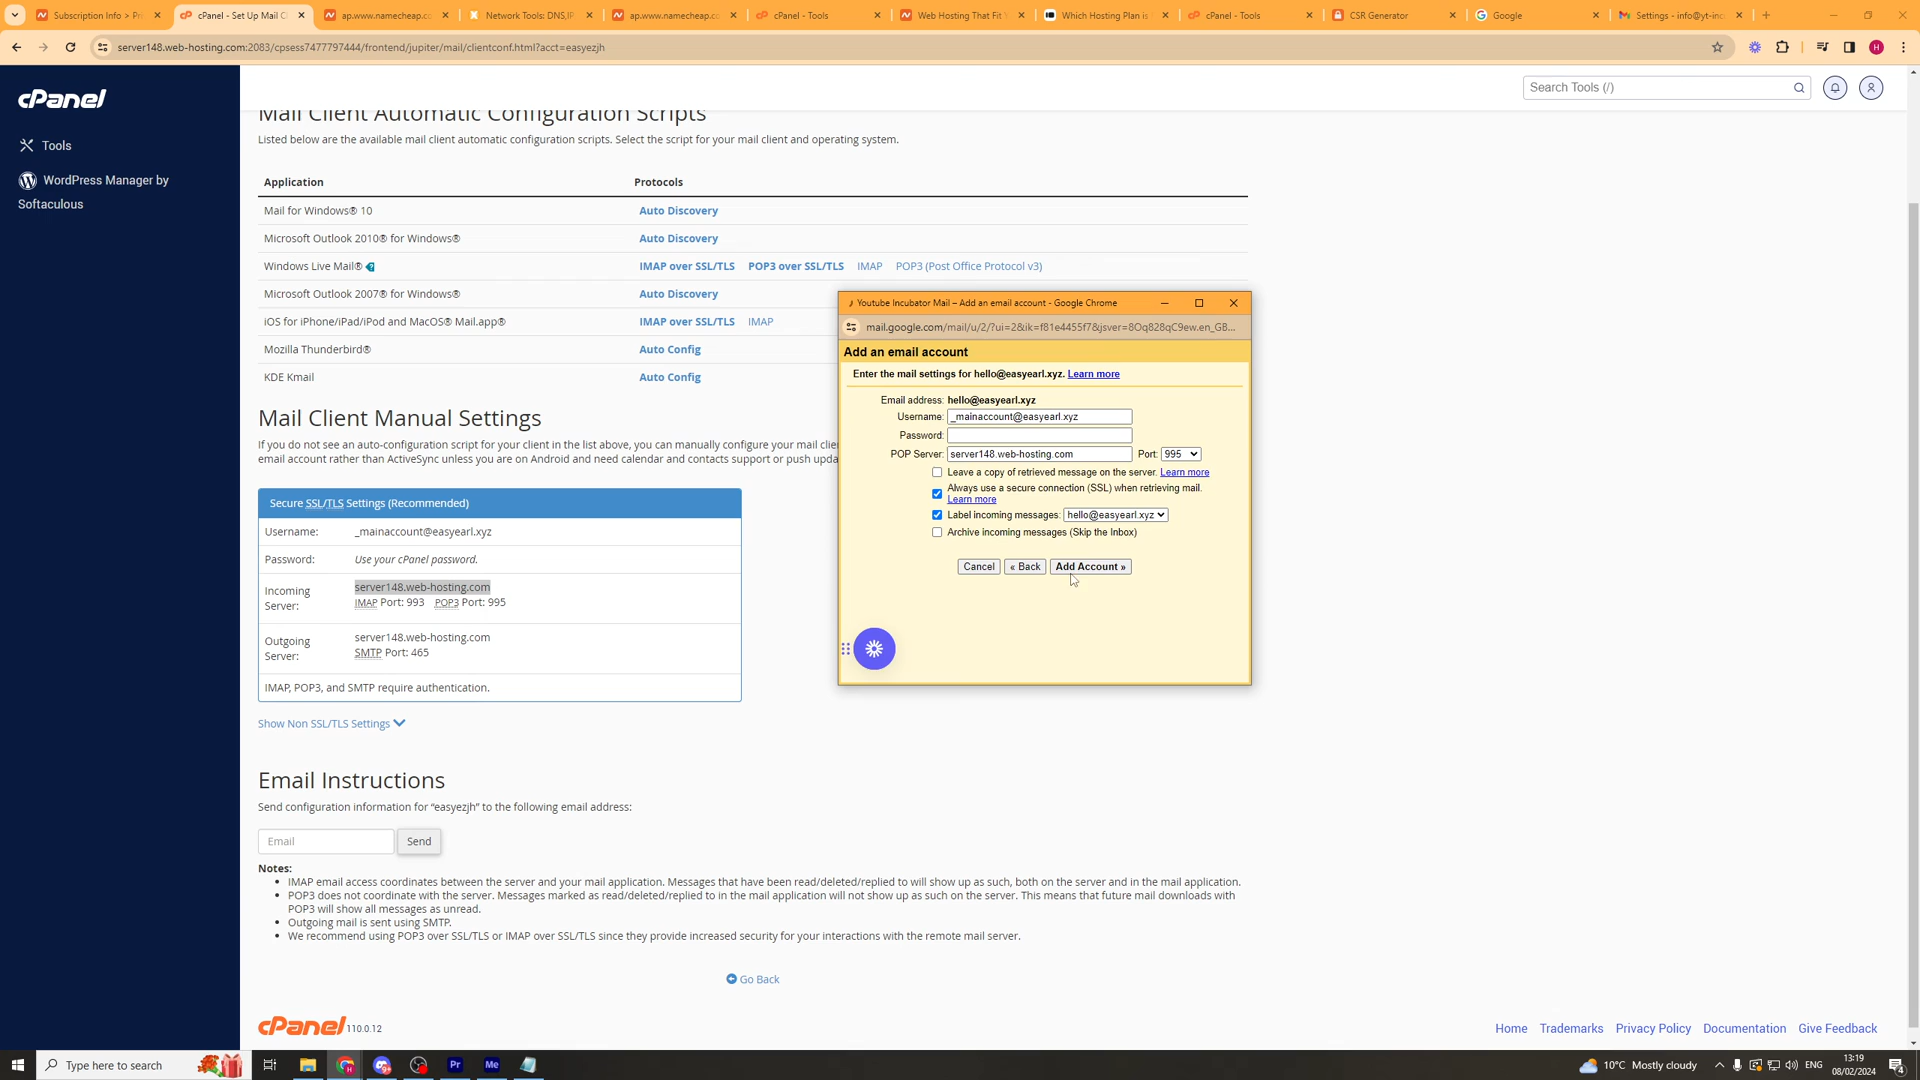 Subscription Info > Pr
cPanel - Set Up Mail C
ap.www.namecheap.co
Network Tools: DNS,IP
ap.www.namecheap.co
cPanel - Tools
Web Hosting That Fit
Which Hosting Plan is
cPanel - Tools
CSR Generator
Google
Settings - info@yt-inc
server148.web-hosting.com:2083/cpsess7477797444/frontend/jupiter/mail/clientconf.html?acct=easyezjh
H
cPanel
Search Tools (/)
Tools
WordPress Manager by
Softaculous
Mail Client Automatic Configuration Scripts
Listed below are the available mail client automatic configuration scripts. Select the script for your mail client and operating system.
Application Protocols
Mail for Windows® 10 Auto Discovery
Microsoft Outlook 2010® for Windows® Auto Discovery
Windows Live Mail® IMAP over SSL/TLS POP3 over SSL/TLS IMAP POP3 (Post Office Protocol v3)
Microsoft Outlook 2007® for Windows® Auto Discovery
iOS for iPhone/iPad/iPod and MacOS® Mail.app® IMAP over SSL/TLS IMAP
Mozilla Thunderbird® Auto Config
KDE Kmail Auto Config
Mail Client Manual Settings
If you do not see an auto-configuration script for your client in the list above, you can manually configure your mail clie
email account rather than ActiveSync unless you are on Android and need calendar and contacts support or push upda
Secure SSL/TLS Settings (Recommended)
Username: _mainaccount@easyearl.xyz
Password: Use your cPanel password.
Incoming Server: server148.web-hosting.com
IMAP Port: 993 POP3 Port: 995
Outgoing Server: server148.web-hosting.com
SMTP Port: 465
IMAP, POP3, and SMTP require authentication.
Show Non SSL/TLS Settings
Email Instructions
Send configuration information for “easyezjh” to the following email address:
Email Send
Notes:
• IMAP email access coordinates between the server and your mail application. Messages that have been read/deleted/replied to will show up as such, both on the server and in the mail application.
• POP3 does not coordinate with the server. Messages marked as read/deleted/replied to in the mail application will not show up as such on the server. This means that future mail downloads with
POP3 will show all messages as unread.
• Outgoing mail is sent using SMTP.
• We recommend using POP3 over SSL/TLS or IMAP over SSL/TLS since they provide increased security for your interactions with the remote mail server.
Go Back
cPanel 110.0.12
Home Trademarks Privacy Policy Documentation Give Feedback
Youtube Incubator Mail – Add an email account - Google Chrome
mail.google.com/mail/u/2/?ui=2&ik=f81e4455f7&jsver=8Oq828qC9ew.en_GB...
Add an email account
Enter the mail settings for hello@easyearl.xyz. Learn more
Email address: hello@easyearl.xyz
Username: _mainaccount@easyearl.xyz
Password:
POP Server: server148.web-hosting.com Port: 995
Leave a copy of retrieved message on the server. Learn more
Always use a secure connection (SSL) when retrieving mail.
Learn more
Label incoming messages: hello@easyearl.xyz
Archive incoming messages (Skip the Inbox)
Cancel « Back Add Account »
Type here to search
Pr
Me
10°C Mostly cloudy
ENG
13:19
08/02/2024
4